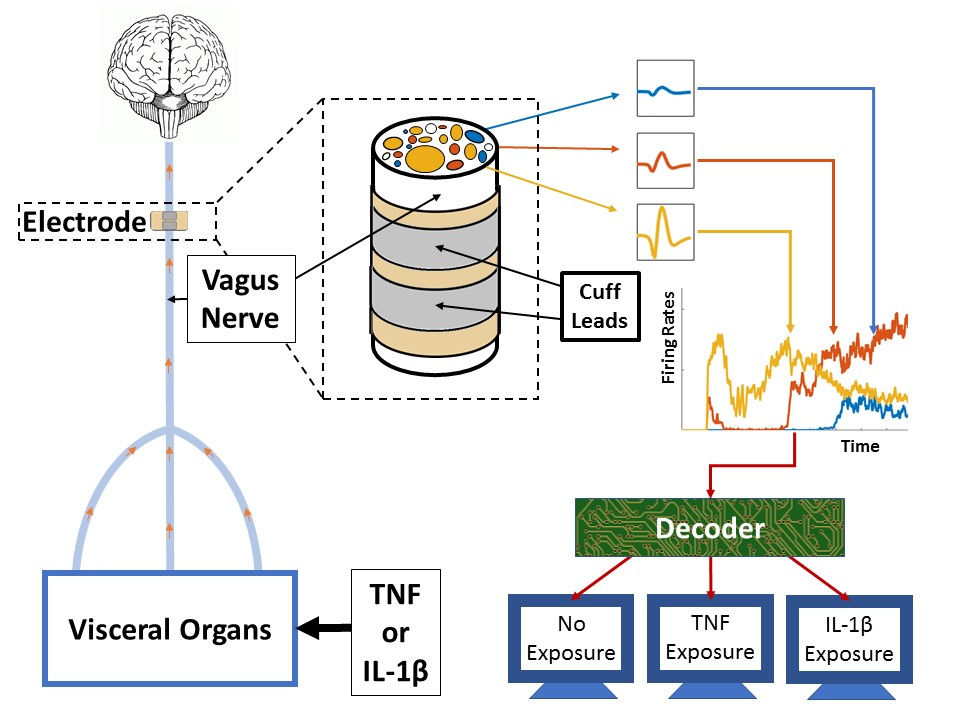 Electrode
Vagus
Nerve
Cuff
Leads
Firing Rates
Time
Decoder
Visceral Organs
TNF
or
IL-1β
No
Exposure
TNF
Exposure
IL-1β
Exposure